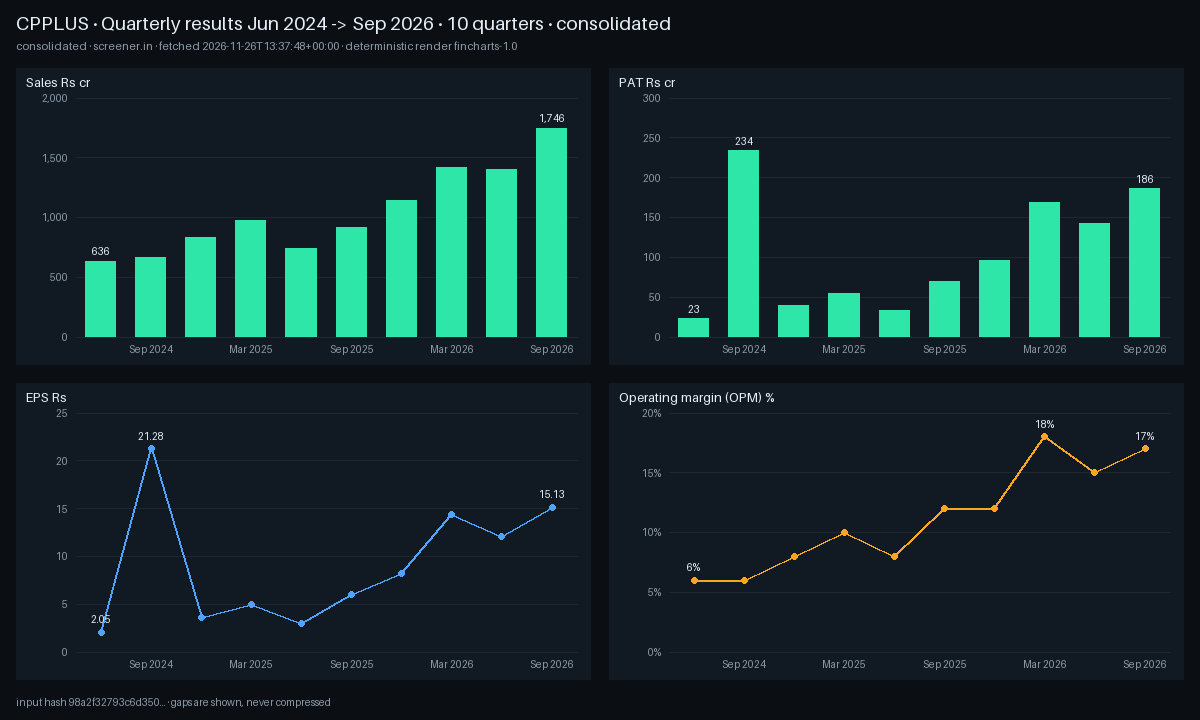 CPPLUS · Quarterly results Jun 2024 -> Sep 2026 · 10 quarters · consolidated
consolidated · screener.in · fetched 2026-11-26T13:37:48+00:00 · deterministic render fincharts-1.0
Sales Rs cr
2,000
1,500
1,000
500
0
636
1,746
Sep 2024
Mar 2025
Sep 2025
Mar 2026
Sep 2026
PAT Rs cr
300
250
200
150
100
50
0
23
234
186
Sep 2024
Mar 2025
Sep 2025
Mar 2026
Sep 2026
EPS Rs
25
20
15
10
5
0
2.05
21.28
15.13
Sep 2024
Mar 2025
Sep 2025
Mar 2026
Sep 2026
Operating margin (OPM) %
20%
15%
10%
5%
0%
6%
18%
17%
Sep 2024
Mar 2025
Sep 2025
Mar 2026
Sep 2026
input hash 98a2f32793c6d350... · gaps are shown, never compressed